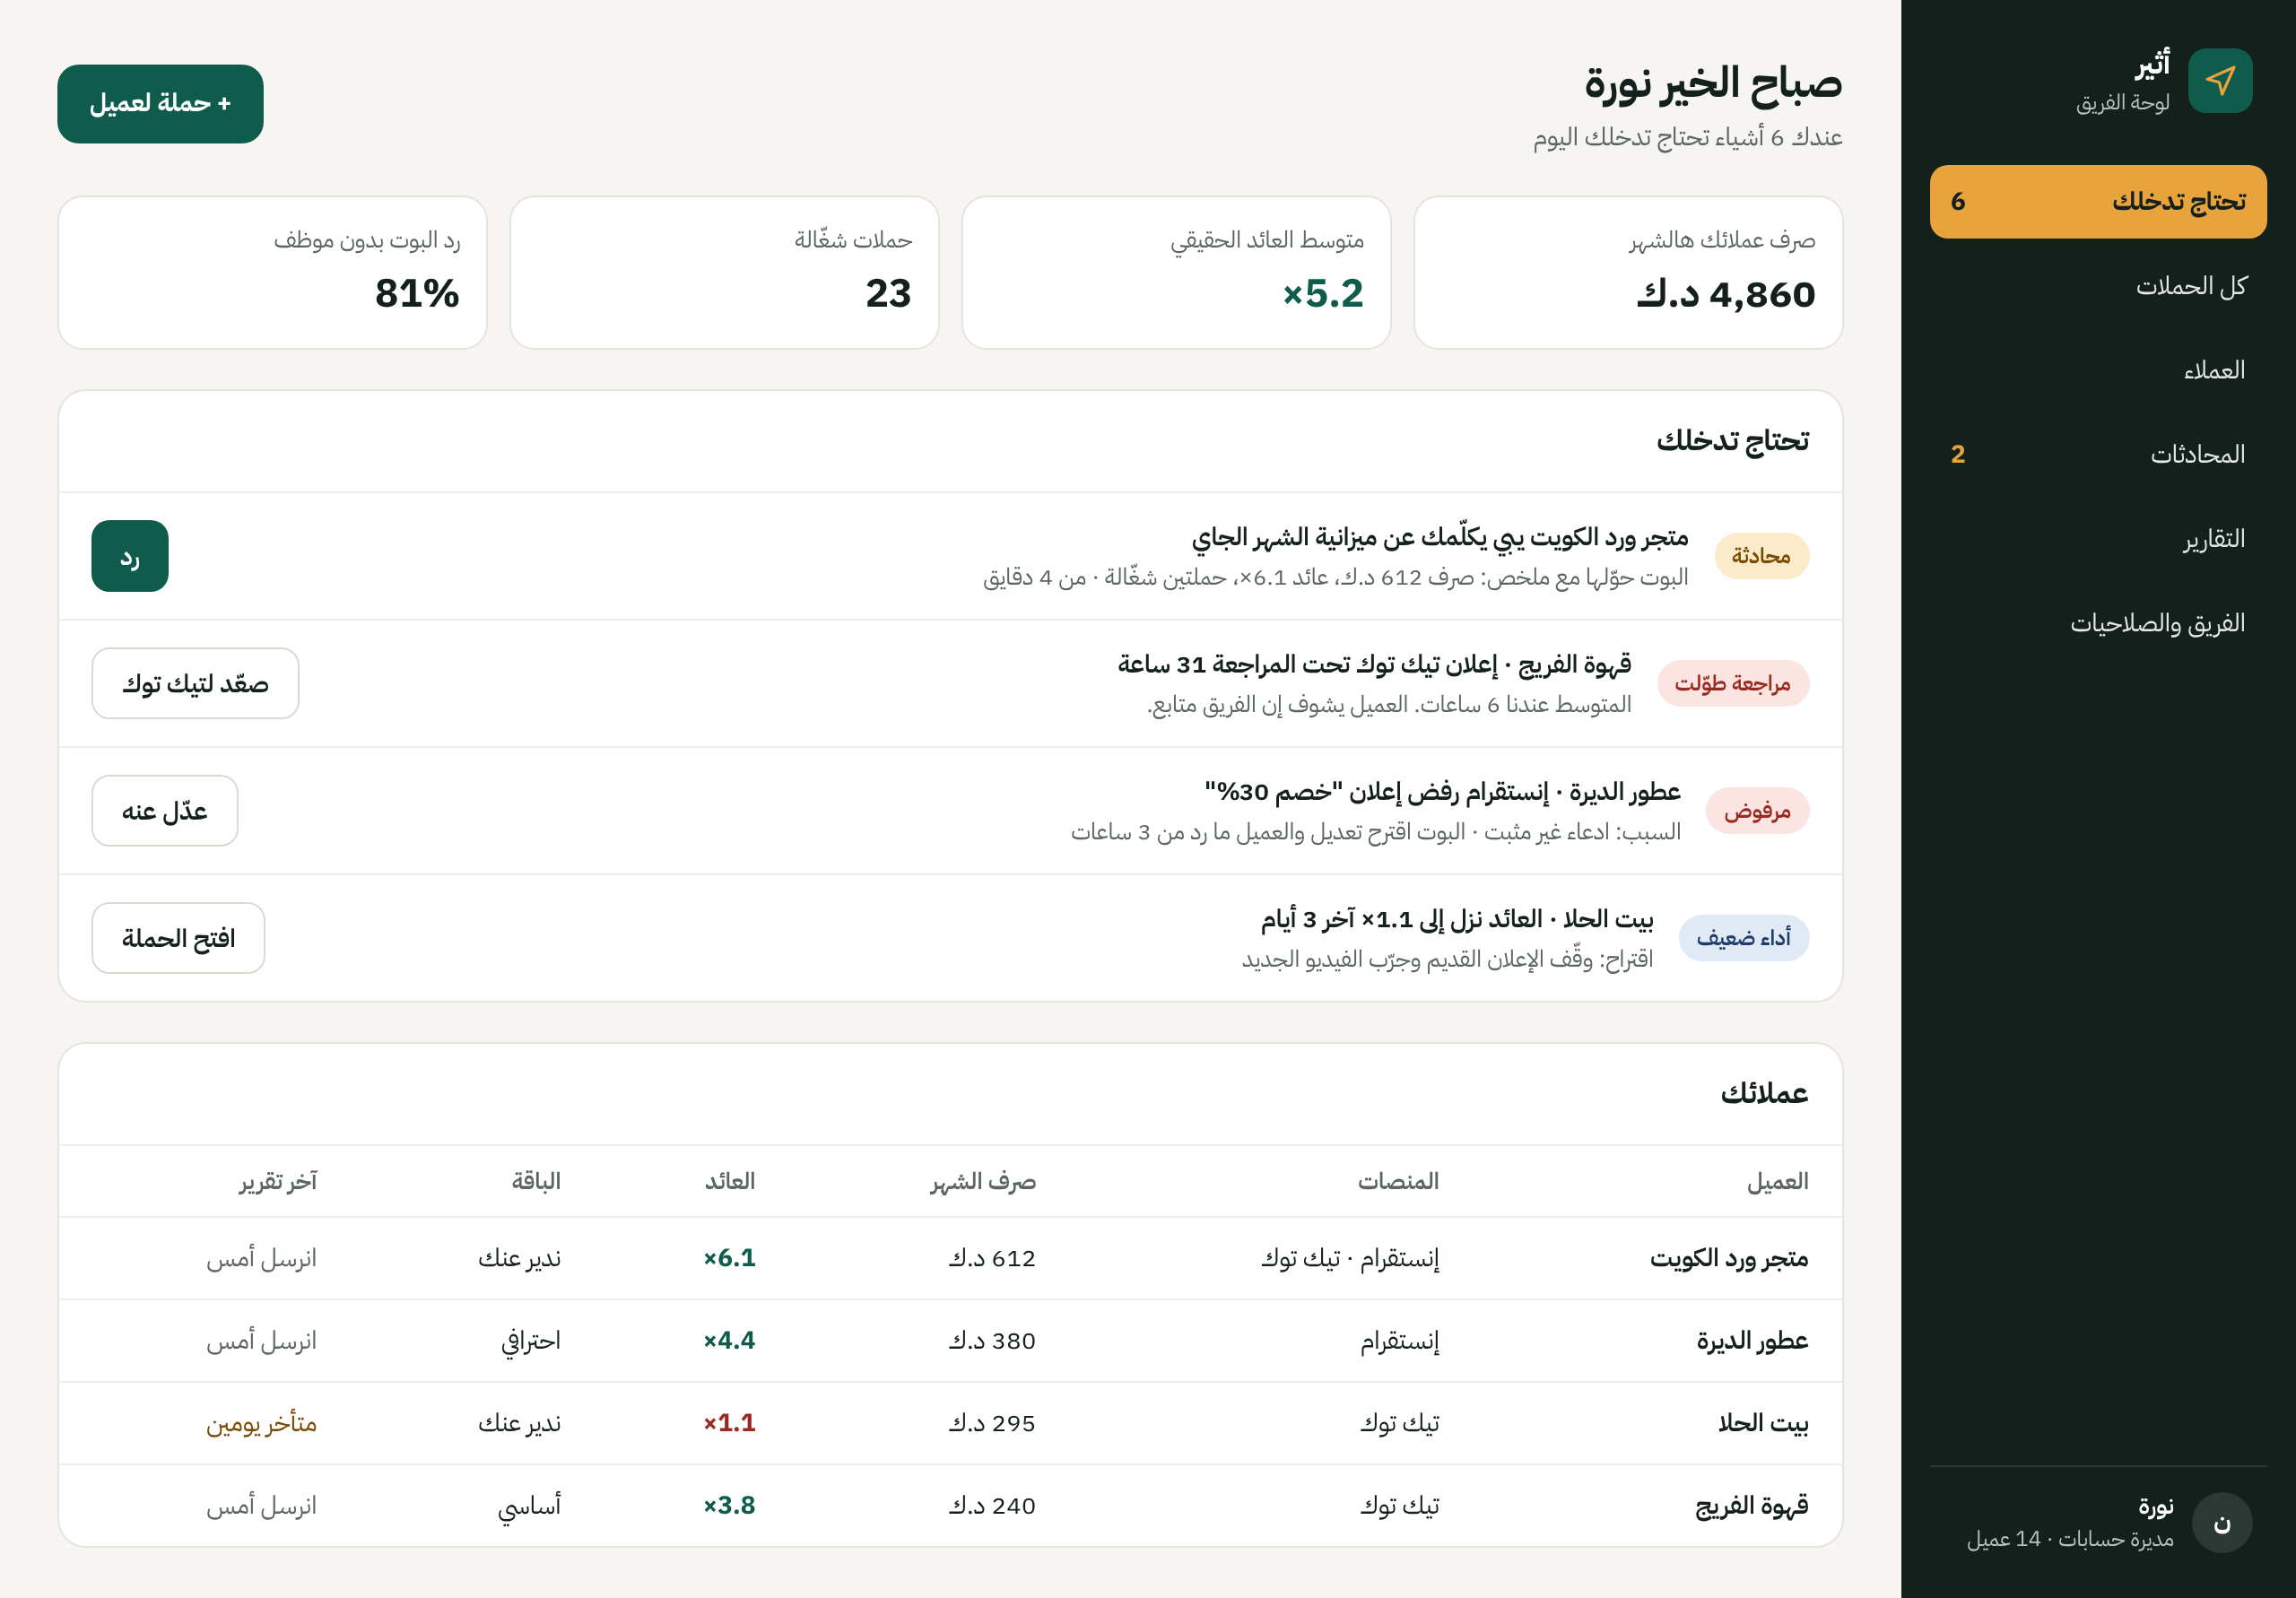 أثير
لوحة الفريق
تحتاج تدخلك 6
كل الحملات
العملاء
المحادثات 2
التقارير
الفريق والصلاحيات
نورة
مديرة حسابات · 14 عميل
ن
صباح الخير نورة
عندك 6 أشياء تحتاج تدخلك اليوم
+ حملة لعميل
صرف عملائك هالشهر
4,860 د.ك
متوسط العائد الحقيقي
5.2×
حملات شغّالة
23
رد البوت بدون موظف
81%
تحتاج تدخلك
محادثة
متجر ورد الكويت يبي يكلّمك عن ميزانية الشهر الجاي
البوت حوّلها مع ملخص: صرف 612 د.ك، عائد 6.1×، حملتين شغّالة · من 4 دقايق
رد
مراجعة طوّلت
قهوة الفريج · إعلان تيك توك تحت المراجعة 31 ساعة
المتوسط عندنا 6 ساعات. العميل يشوف إن الفريق متابع.
صعّد لتيك توك
مرفوض
عطور الديرة · إنستقرام رفض إعلان "خصم 30%"
السبب: ادعاء غير مثبت · البوت اقترح تعديل والعميل ما رد من 3 ساعات
عدّل عنه
أداء ضعيف
بيت الحلا · العائد نزل إلى 1.1× آخر 3 أيام
اقتراح: وقّف الإعلان القديم وجرّب الفيديو الجديد
افتح الحملة
عملائك
العميل المنصات صرف الشهر العائد الباقة آخر تقرير
متجر ورد الكويت إنستقرام · تيك توك 612 د.ك 6.1× ندير عنك انرسل أمس
عطور الديرة إنستقرام 380 د.ك 4.4× احترافي انرسل أمس
بيت الحلا تيك توك 295 د.ك 1.1× ندير عنك متأخر يومين
قهوة الفريج تيك توك 240 د.ك 3.8× أساسي انرسل أمس